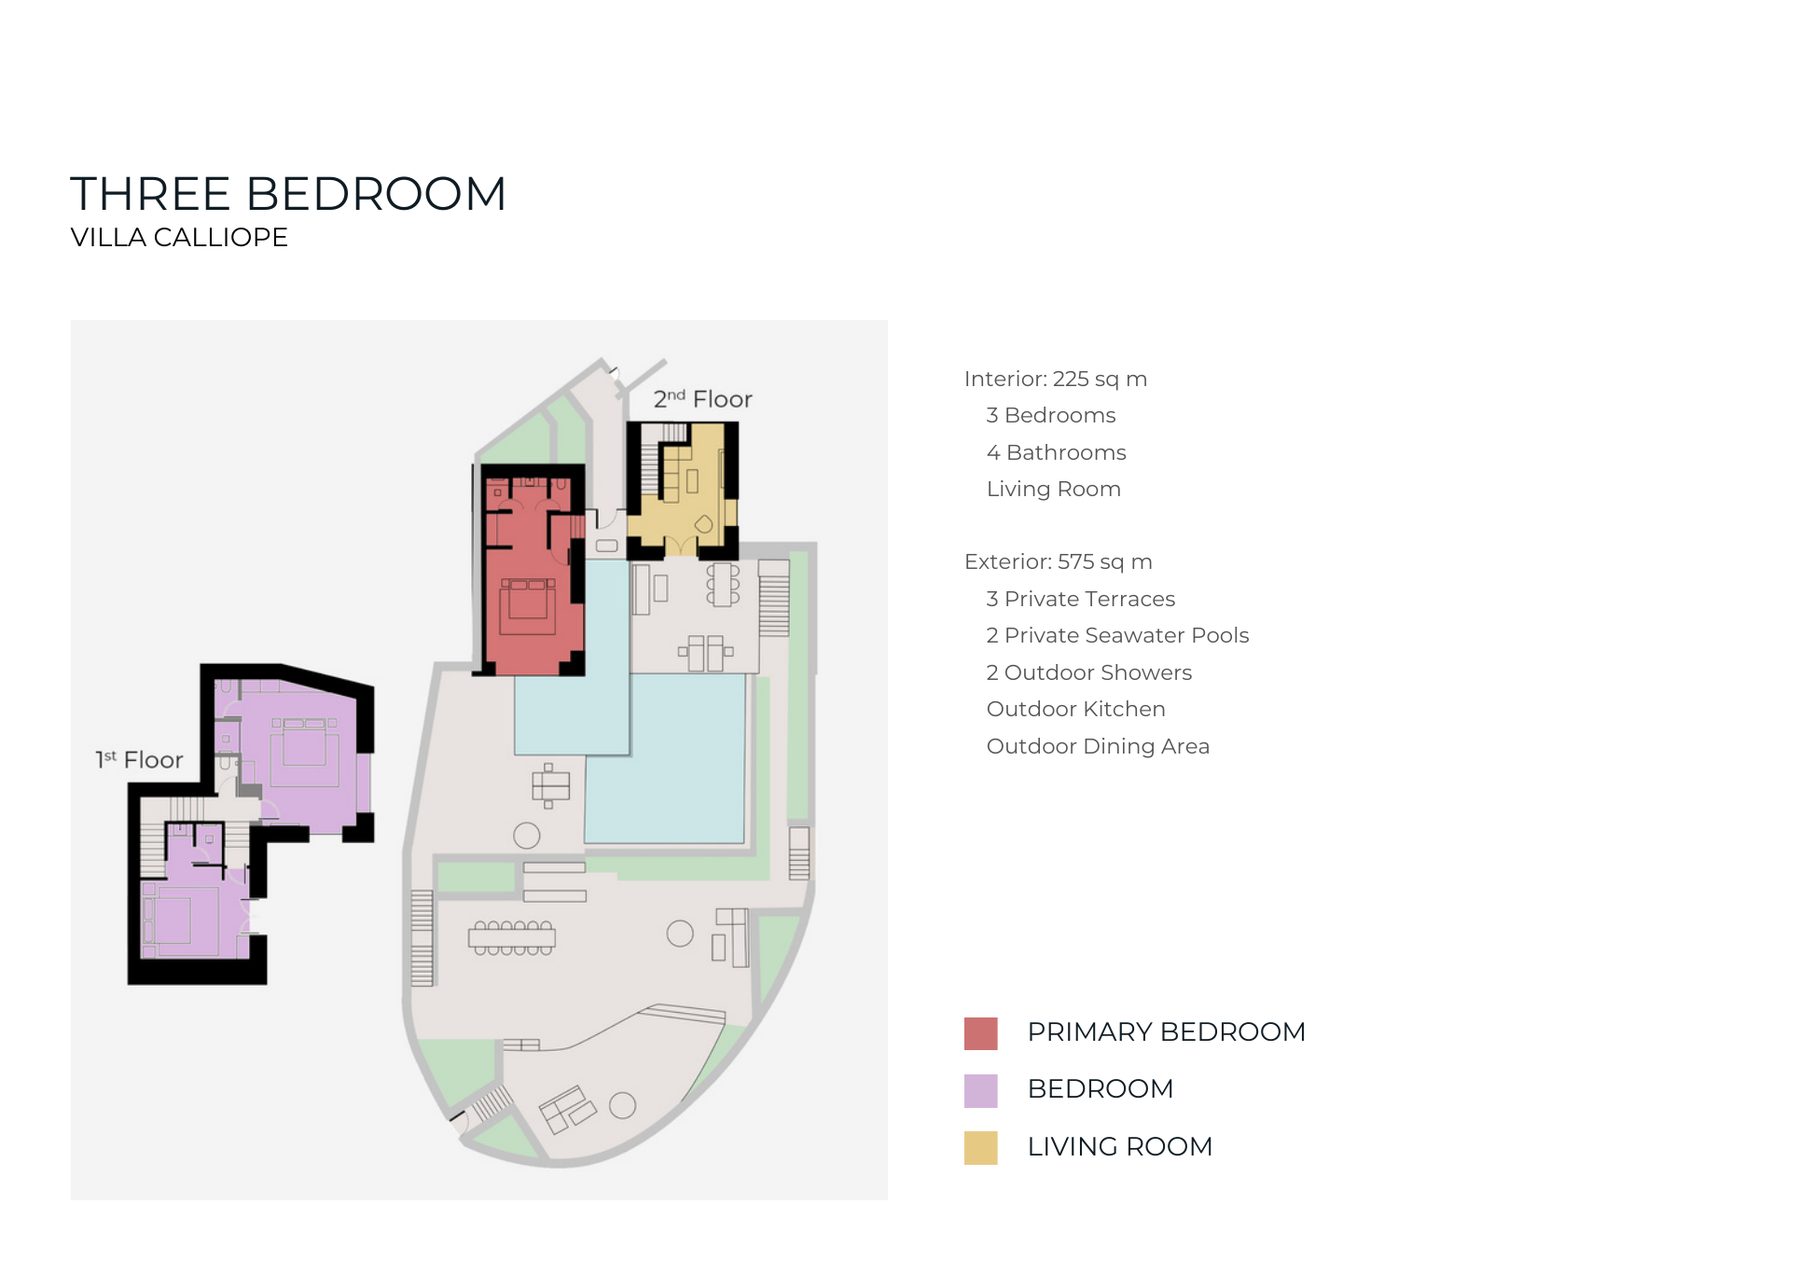 THREE BEDROOM
VILLA CALLIOPE
2nd Floor
1st Floor
Interior: 225 sq m
3 Bedrooms
4 Bathrooms
Living Room
Exterior: 575 sq m
3 Private Terraces
2 Private Seawater Pools
2 Outdoor Showers
Outdoor Kitchen
Outdoor Dining Area
PRIMARY BEDROOM
BEDROOM
LIVING ROOM